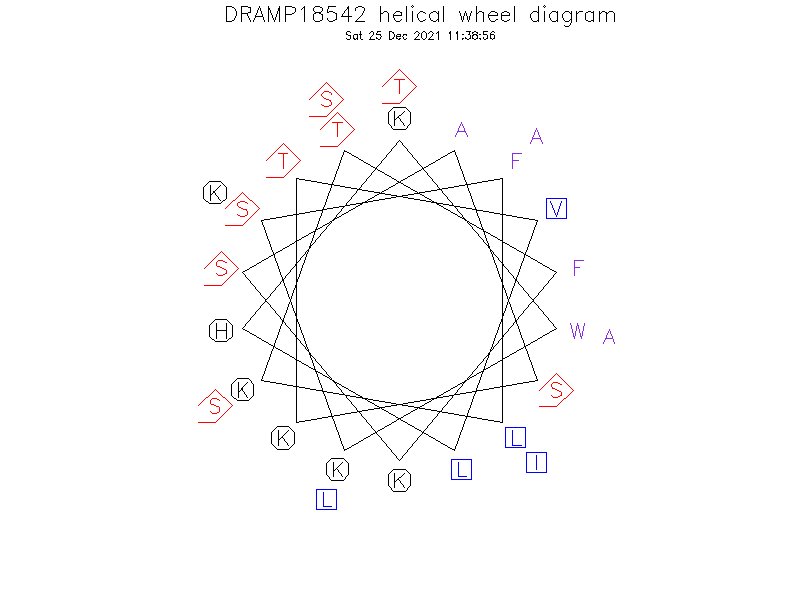 DRAMP18542 helical wheel diagram
Sat 25 Dec 2021 11:38:56
T
S
K
T
A
A
T
F
K
S
V
S
F
H
W
A
K
S
S
K
L
K
L
I
K
L